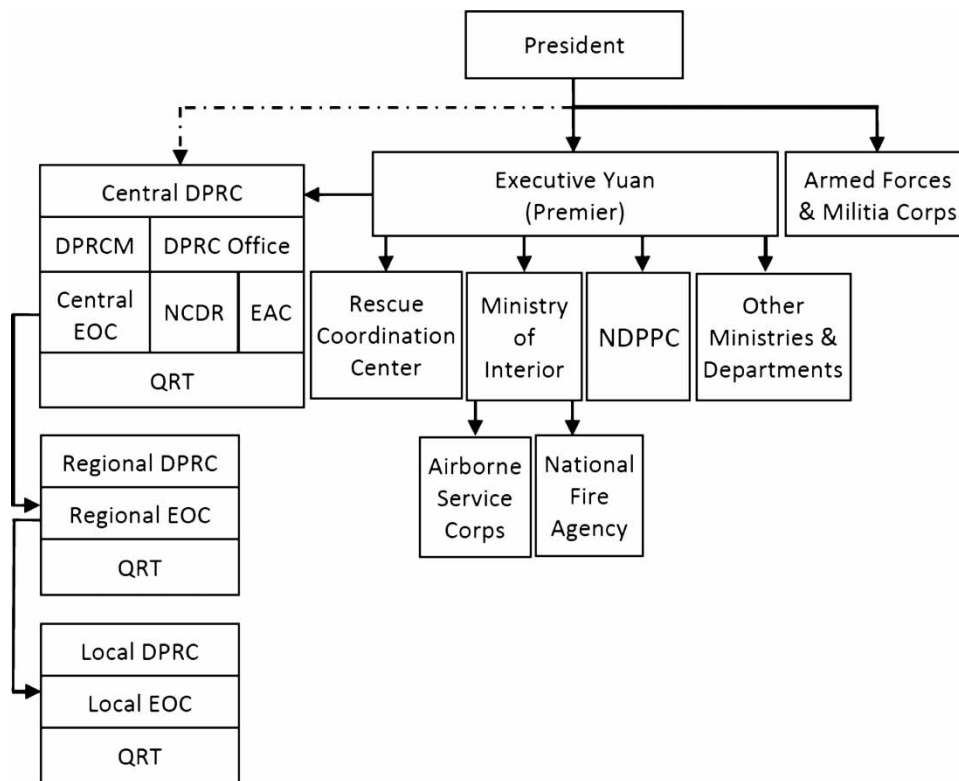 President
Central DPRC
DPRCM
DPRC Office
Central
EOC
NCDR
EAC
QRT
Executive Yuan
(Premier)
Armed Forces
& Militia Corps
Rescue
Coordination
Center
Ministry
of
Interior
NDPPC
Other
Ministries &
Departments
Airborne
Service
Corps
National
Fire
Agency
Regional DPRC
Regional EOC
QRT
Local DPRC
Local EOC
QRT